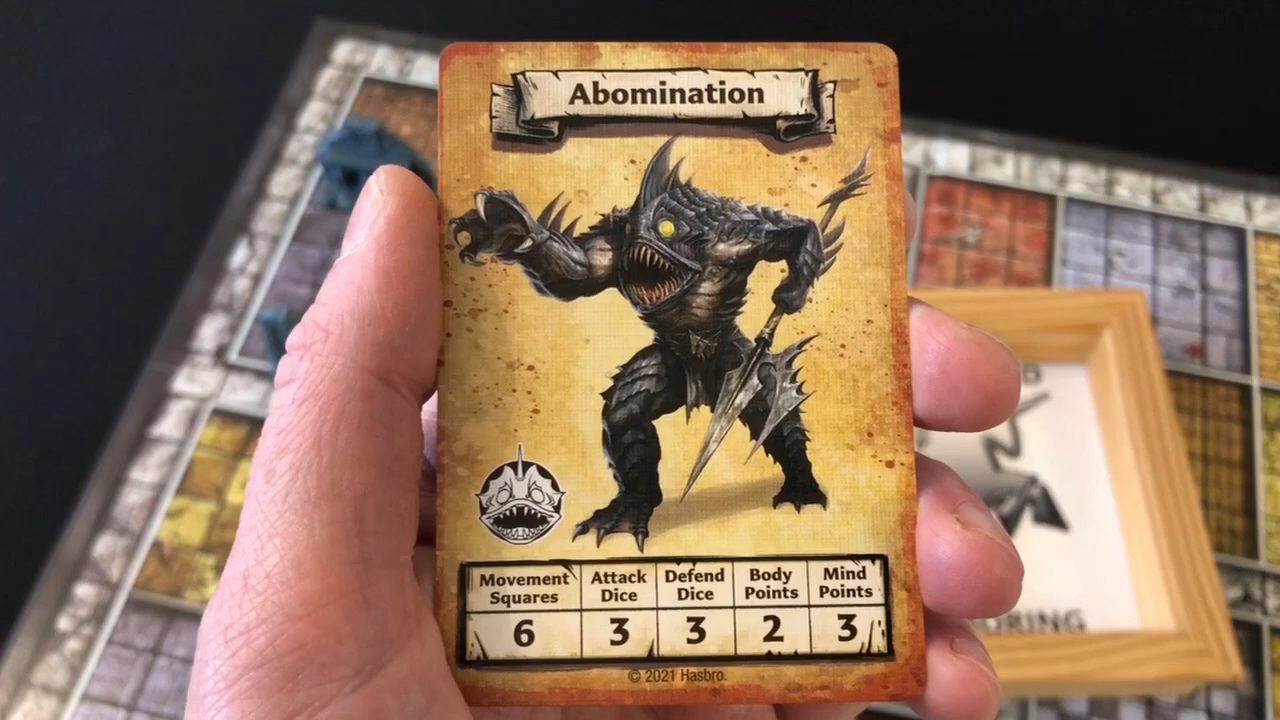 Abomination
Movement Squares
Attack Dice
Defend Dice
Body Points
Mind Points
6 3 3 2 3
© 2021 Hasbro.